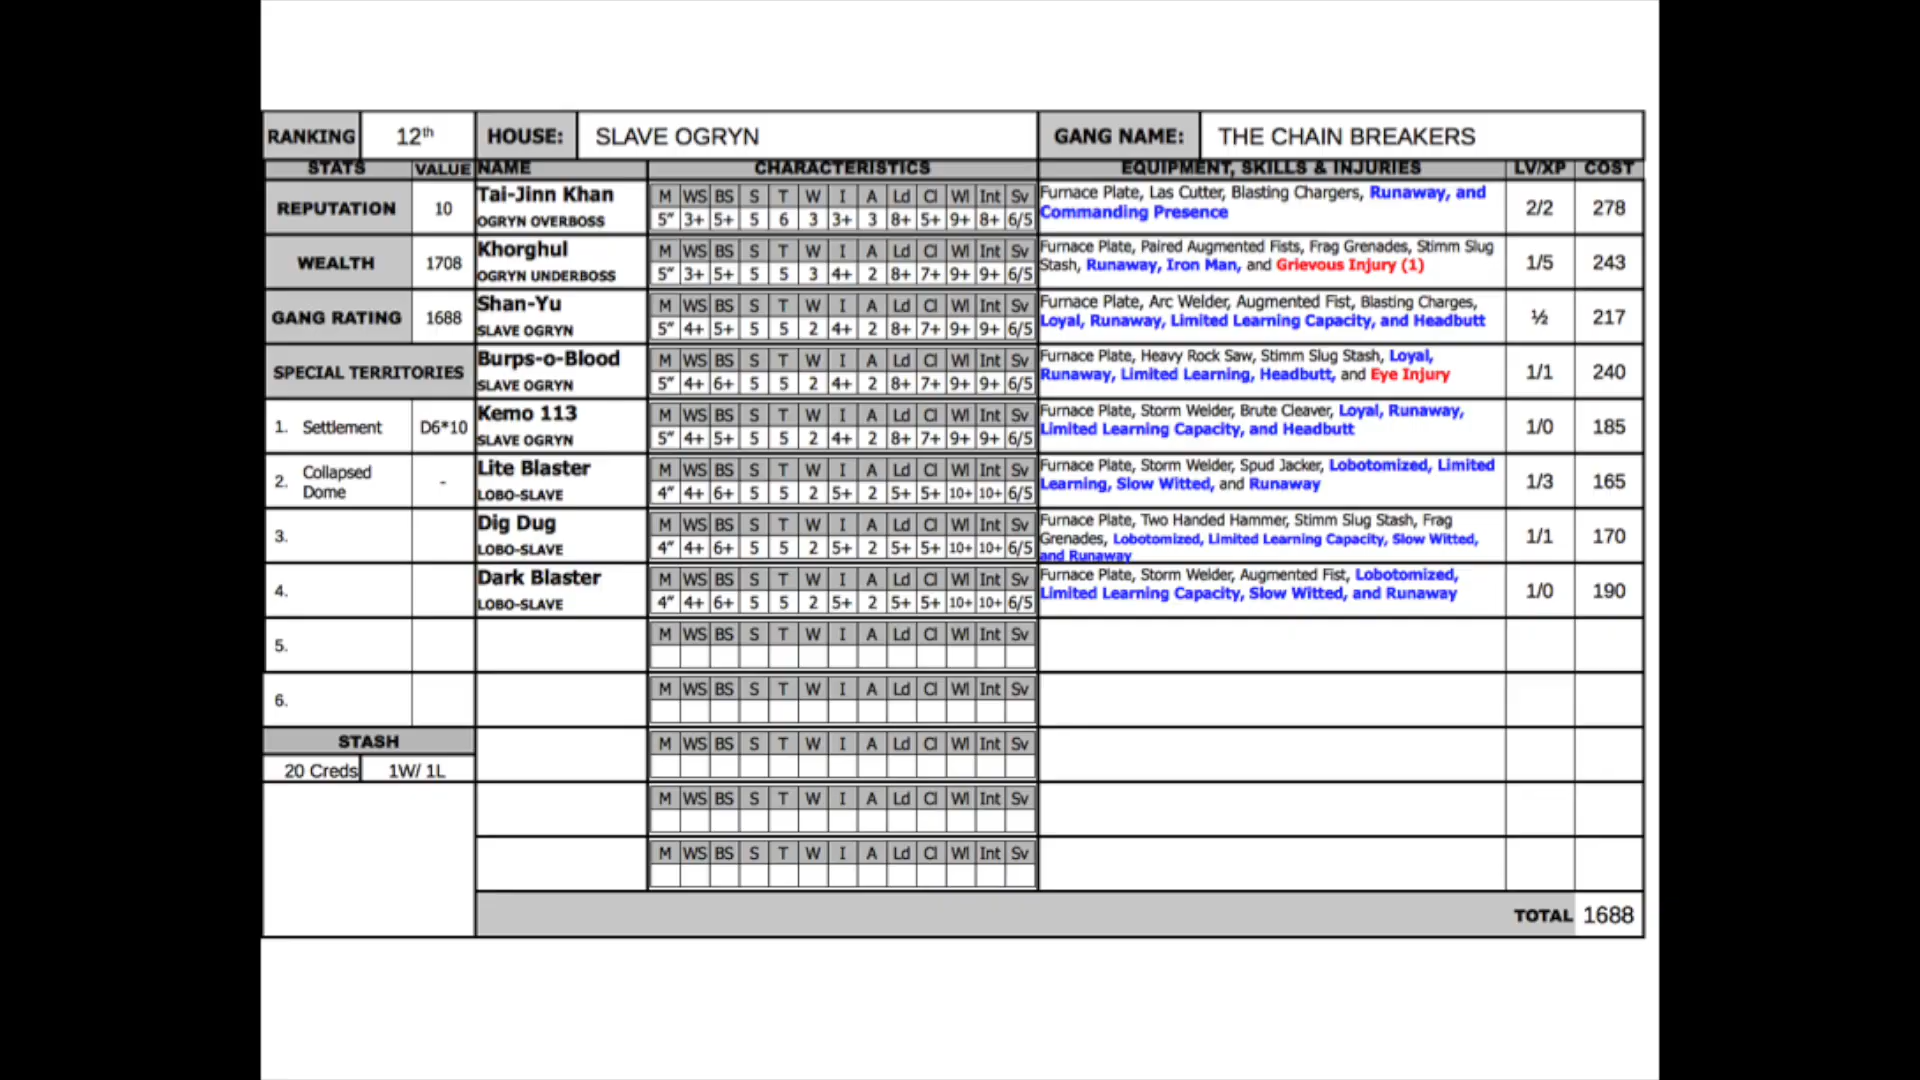 RANKING 12th HOUSE: SLAVE OGRYN GANG NAME: THE CHAIN BREAKERS
STATS VALUE NAME CHARACTERISTICS EQUIPMENT, SKILLS & INJURIES LV/XP COST
REPUTATION 10
Tai-Jinn Khan
OGRYN OVERBOSS
M WS BS S T W I A Ld Cl Wl Int Sv
5" 3+ 5+ 5 6 3 3+ 3 8+ 5+ 9+ 8+ 6/5
Furnace Plate, Las Cutter, Blasting Chargers, Runaway, and
Commanding Presence
2/2 278
WEALTH 1708
Khorghul
OGRYN UNDERBOSS
M WS BS S T W I A Ld Cl Wl Int Sv
5" 3+ 5+ 5 5 3 4+ 2 8+ 7+ 9+ 9+ 6/5
Furnace Plate, Paired Augmented Fists, Frag Grenades, Stimm Slug
Stash, Runaway, Iron Man, and Grievous Injury (1)
1/5 243
GANG RATING 1688
Shan-Yu
SLAVE OGRYN
M WS BS S T W I A Ld Cl Wl Int Sv
5" 4+ 5+ 5 5 2 4+ 2 8+ 7+ 9+ 9+ 6/5
Furnace Plate, Arc Welder, Augmented Fist, Blasting Charges,
Loyal, Runaway, Limited Learning Capacity, and Headbutt
½ 217
SPECIAL TERRITORIES
Burps-o-Blood
SLAVE OGRYN
M WS BS S T W I A Ld Cl Wl Int Sv
5" 4+ 6+ 5 5 2 4+ 2 8+ 7+ 9+ 9+ 6/5
Furnace Plate, Heavy Rock Saw, Stimm Slug Stash, Loyal,
Runaway, Limited Learning, Headbutt, and Eye Injury
1/1 240
1. Settlement D6*10
Kemo 113
SLAVE OGRYN
M WS BS S T W I A Ld Cl Wl Int Sv
5" 4+ 5+ 5 5 2 4+ 2 8+ 7+ 9+ 9+ 6/5
Furnace Plate, Storm Welder, Brute Cleaver, Loyal, Runaway,
Limited Learning Capacity, and Headbutt
1/0 185
2. Collapsed
Dome
-
Lite Blaster
LOBO-SLAVE
M WS BS S T W I A Ld Cl Wl Int Sv
4" 4+ 6+ 5 5 2 5+ 2 5+ 5+ 10+ 10+ 6/5
Furnace Plate, Storm Welder, Spud Jacker, Lobotomized, Limited
Learning, Slow Witted, and Runaway
1/3 165
3.
Dig Dug
LOBO-SLAVE
M WS BS S T W I A Ld Cl Wl Int Sv
4" 4+ 6+ 5 5 2 5+ 2 5+ 5+ 10+ 10+ 6/5
Furnace Plate, Two Handed Hammer, Stimm Slug Stash, Frag
Grenades, Lobotomized, Limited Learning Capacity, Slow Witted,
and Runaway
1/1 170
4.
Dark Blaster
LOBO-SLAVE
M WS BS S T W I A Ld Cl Wl Int Sv
4" 4+ 6+ 5 5 2 5+ 2 5+ 5+ 10+ 10+ 6/5
Furnace Plate, Storm Welder, Augmented Fist, Lobotomized,
Limited Learning Capacity, Slow Witted, and Runaway
1/0 190
5.
M WS BS S T W I A Ld Cl Wl Int Sv
6.
M WS BS S T W I A Ld Cl Wl Int Sv
STASH
M WS BS S T W I A Ld Cl Wl Int Sv
20 Creds 1W/ 1L
M WS BS S T W I A Ld Cl Wl Int Sv
M WS BS S T W I A Ld Cl Wl Int Sv
TOTAL 1688